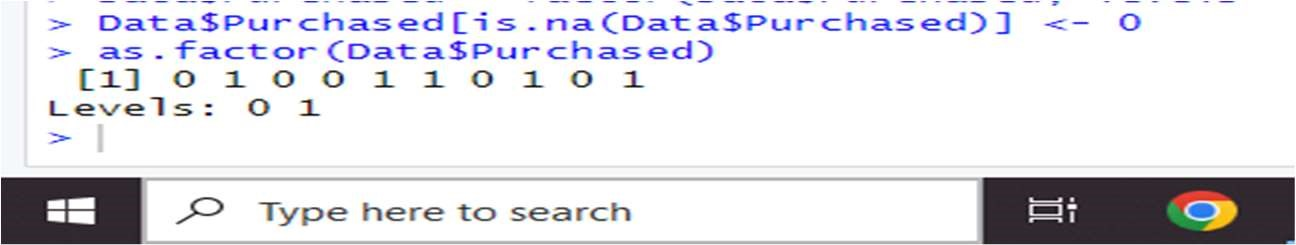 > Data$Purchased[is.na(Data$Purchased)] <- 0
> as.factor(Data$Purchased)
[1] 0 1 0 0 1 1 0 1 0 1
Levels: 0 1
>
Type here to search